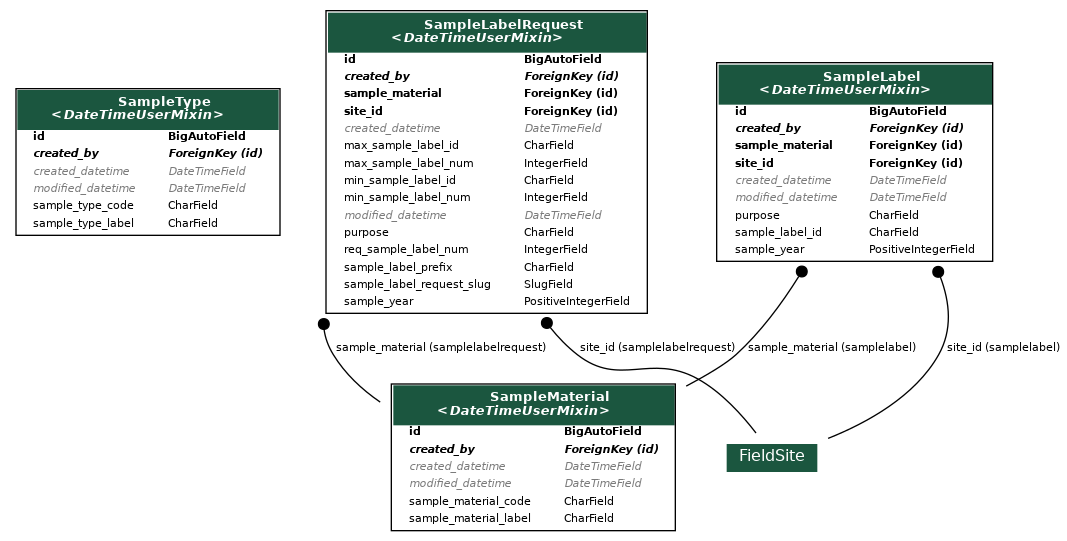 SampleType
<DateTimeUserMixin>
id BigAutoField
created_by ForeignKey (id)
created_datetime DateTimeField
modified_datetime DateTimeField
sample_type_code CharField
sample_type_label CharField
SampleLabelRequest
<DateTimeUserMixin>
id BigAutoField
created_by ForeignKey (id)
sample_material ForeignKey (id)
site_id ForeignKey (id)
created_datetime DateTimeField
max_sample_label_id CharField
max_sample_label_num IntegerField
min_sample_label_id CharField
min_sample_label_num IntegerField
modified_datetime DateTimeField
purpose CharField
req_sample_label_num IntegerField
sample_label_prefix CharField
sample_label_request_slug SlugField
sample_year PositiveIntegerField
SampleLabel
<DateTimeUserMixin>
id BigAutoField
created_by ForeignKey (id)
sample_material ForeignKey (id)
site_id ForeignKey (id)
created_datetime DateTimeField
modified_datetime DateTimeField
purpose CharField
sample_label_id CharField
sample_year PositiveIntegerField
sample_material (samplelabelrequest)
site_id (samplelabelrequest)
sample_material (samplelabel)
site_id (samplelabel)
SampleMaterial
<DateTimeUserMixin>
id BigAutoField
created_by ForeignKey (id)
created_datetime DateTimeField
modified_datetime DateTimeField
sample_material_code CharField
sample_material_label CharField
FieldSite